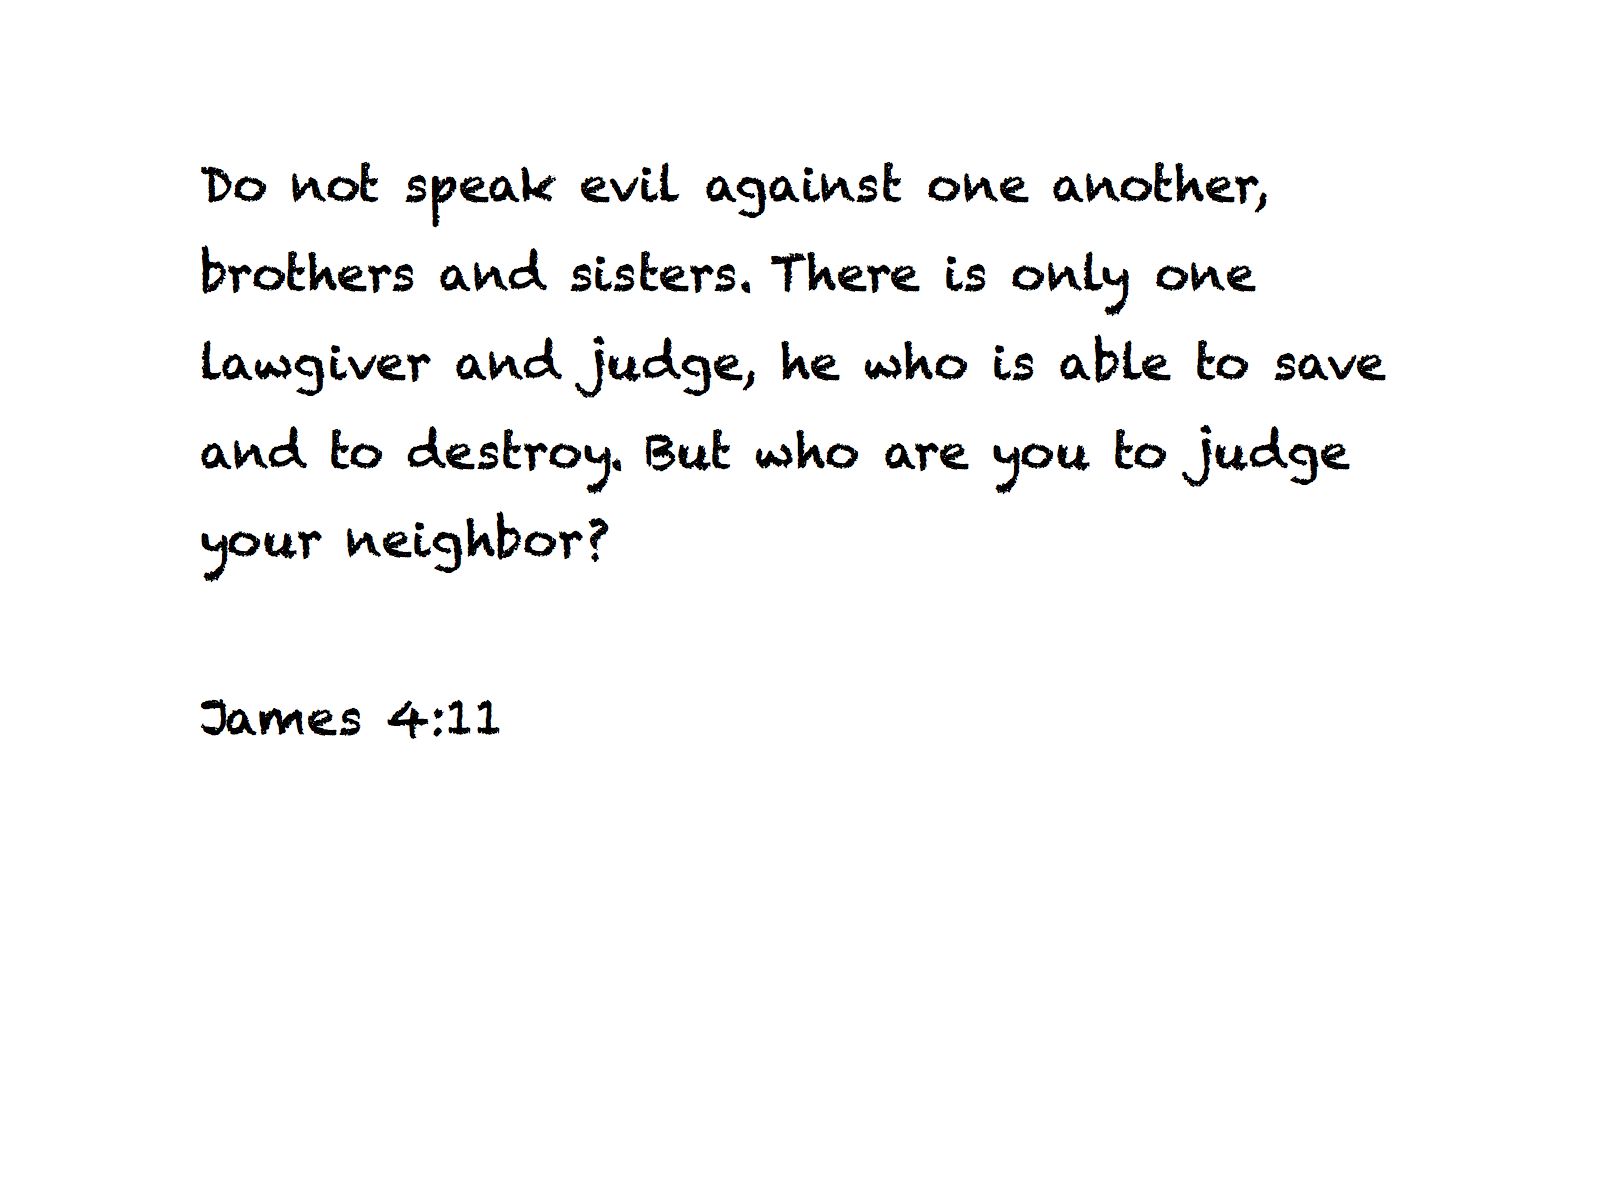 Do not speak evil against one another,
brothers and sisters. There is only one
lawgiver and judge, he who is able to save
and to destroy. But who are you to judge
your neighbor?
James 4:11